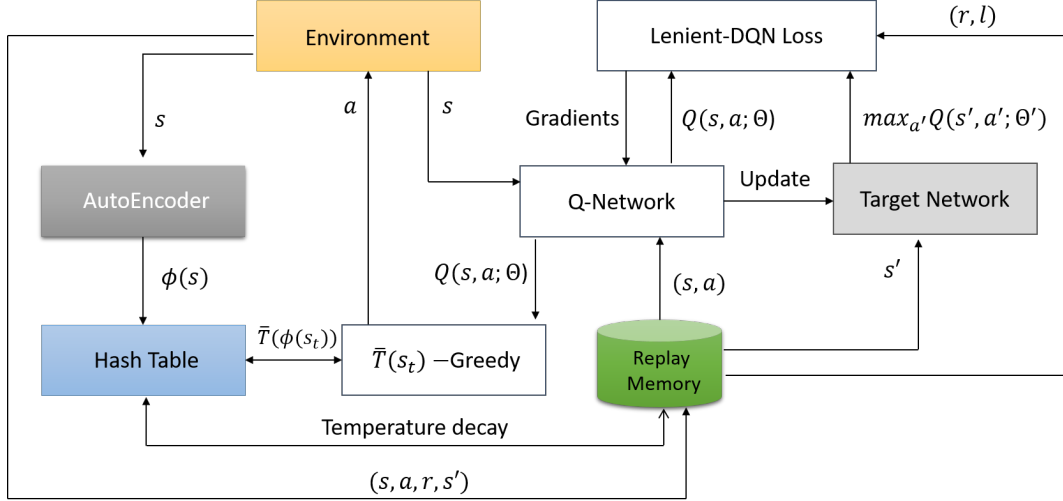 Environment
Lenient-DQN Loss
(r, l)
s
a
s
Gradients
Q(s, a; Θ)
max_{a′}Q(s′, a′; Θ′)
AutoEncoder
Q-Network
Update
Target Network
ϕ(s)
Q(s, a; Θ)
(s, a)
s′
Hash Table
T̄(ϕ(s_t))
T̄(s_t) −Greedy
Replay
Memory
Temperature decay
(s, a, r, s′)